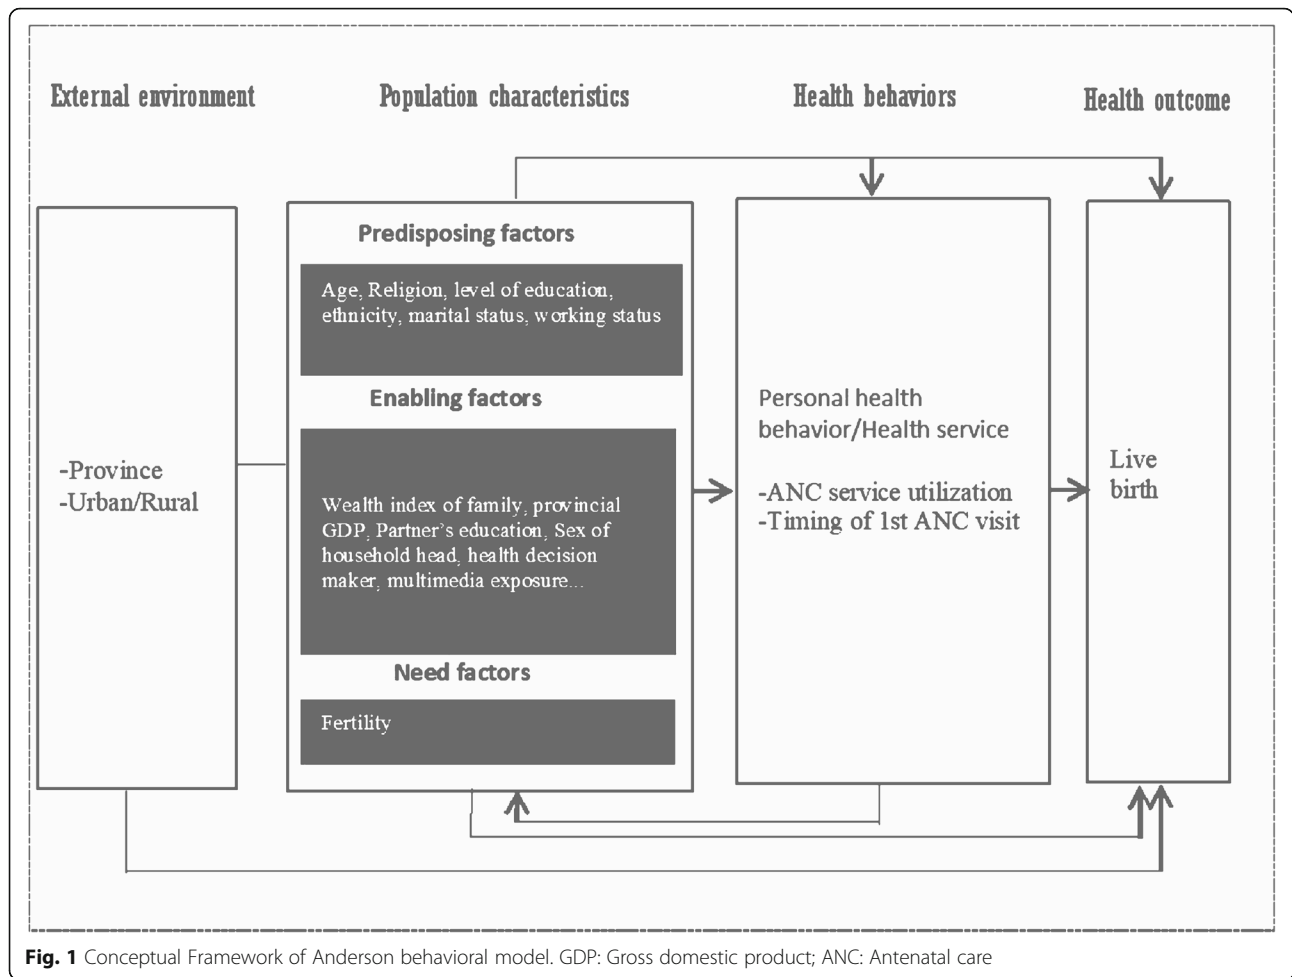 External environment
Population characteristics
Health behaviors
Health outcome
-Province
-Urban/Rural
Predisposing factors
Age, Religion, level of education,
ethnicity, marital status, working status
Enabling factors
Wealth index of family, provincial
GDP, Partner's education, Sex of
household head, health decision
maker, multimedia exposure...
Need factors
Fertility
Personal health
behavior/Health service
-ANC service utilization
-Timing of 1st ANC visit
Live
birth
Fig. 1 Conceptual Framework of Anderson behavioral model. GDP: Gross domestic product; ANC: Antenatal care